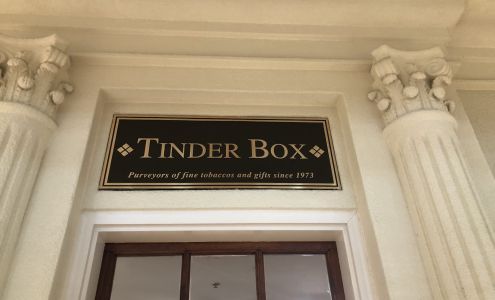 TINDER BOX
Purveyors of fine tobaccos and gifts since 1973